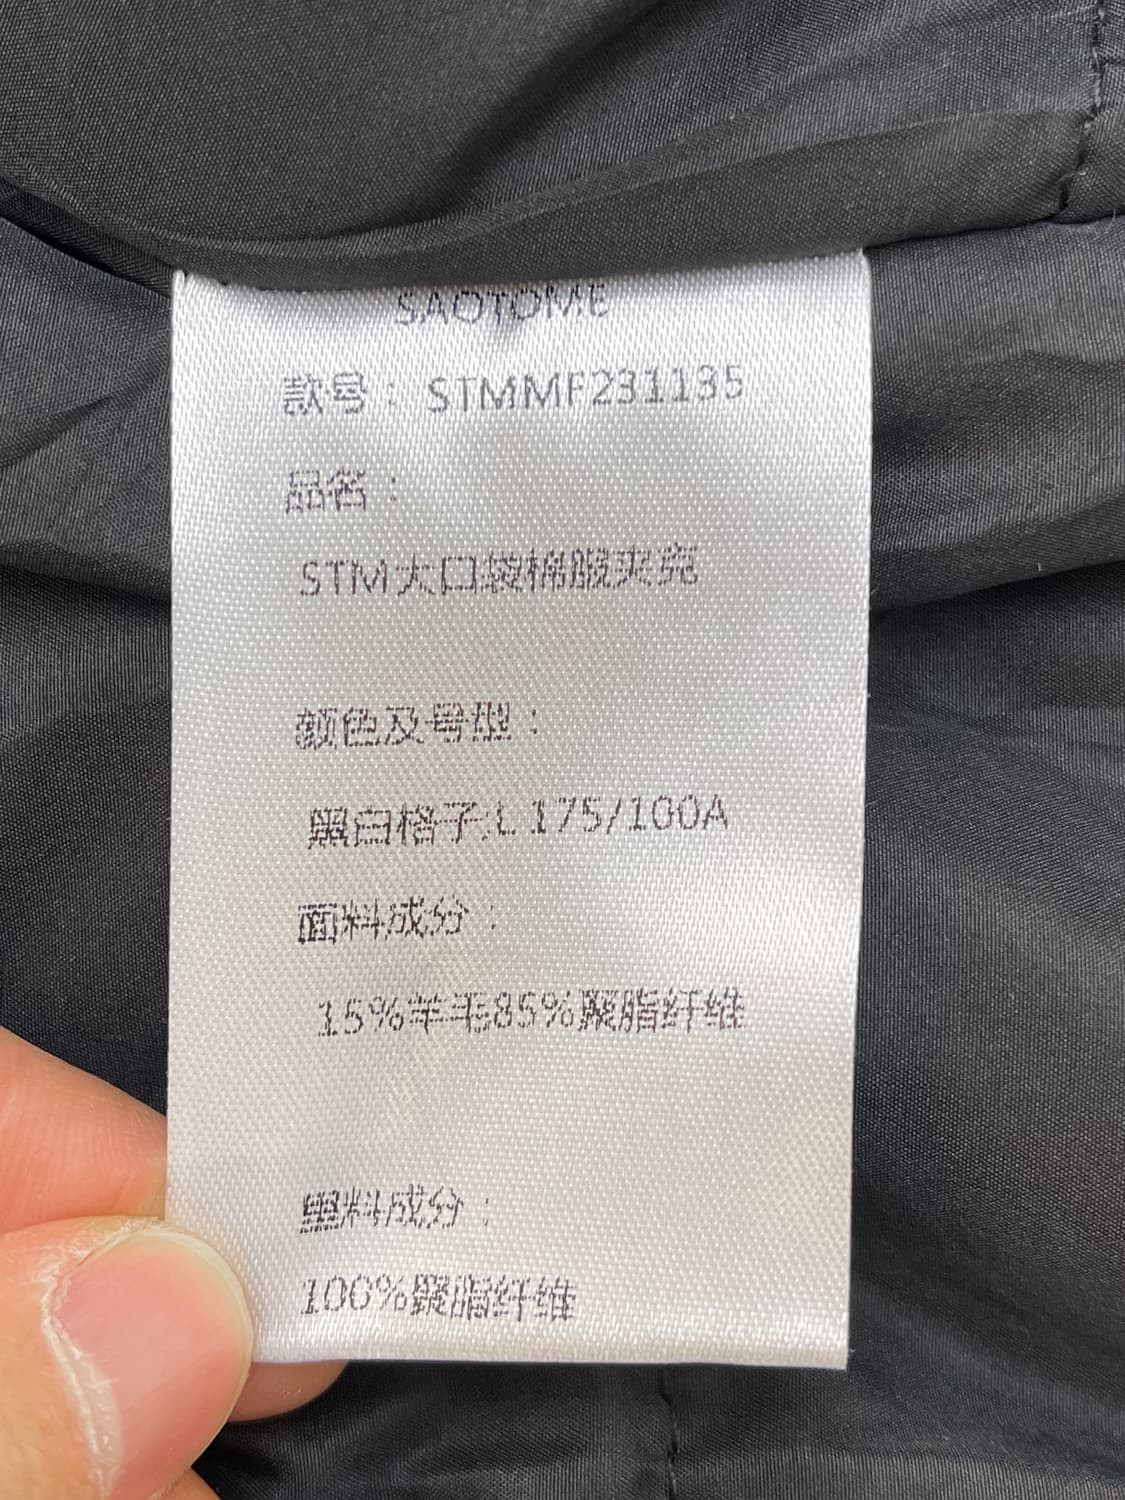 SAOTOME
款号：STMMF231135
品名：
STM大口袋棉服夹克
颜色及号型：
黑白格子;L 175/100A
面料成分：
15%羊毛85%聚脂纤维
里料成分：
100%聚脂纤维